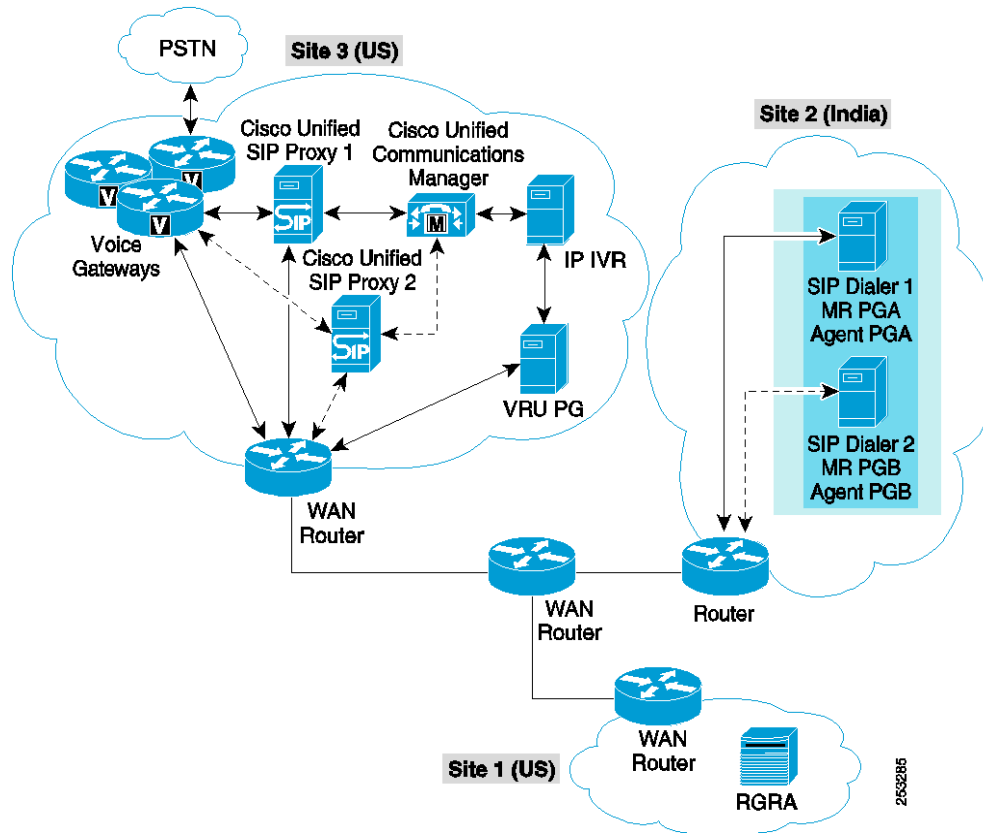 PSTN
Site 3 (US)
Cisco Unified
SIP Proxy 1
Cisco Unified
Communications
Manager
V
V
V
SIP
M
Voice
Gateways
IP IVR
Cisco Unified
SIP Proxy 2
SIP
VRU PG
WAN
Router
Site 2 (India)
SIP Dialer 1
MR PGA
Agent PGA
SIP Dialer 2
MR PGB
Agent PGB
WAN
Router
Router
WAN
Router
Site 1 (US)
RGRA
253285